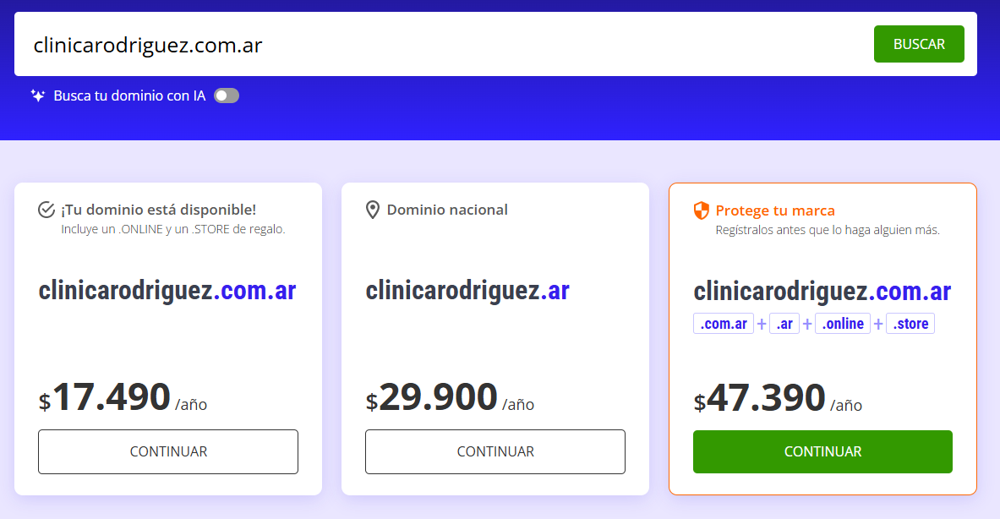 clinicarodriguez.com.ar
BUSCAR
Busca tu dominio con IA
¡Tu dominio está disponible!
Incluye un .ONLINE y un .STORE de regalo.
clinicarodriguez.com.ar
$17.490 /año
CONTINUAR
Dominio nacional
clinicarodriguez.ar
$29.900 /año
CONTINUAR
Protege tu marca
Regístralos antes que lo haga alguien más.
clinicarodriguez.com.ar
.com.ar + .ar + .online + .store
$47.390 /año
CONTINUAR